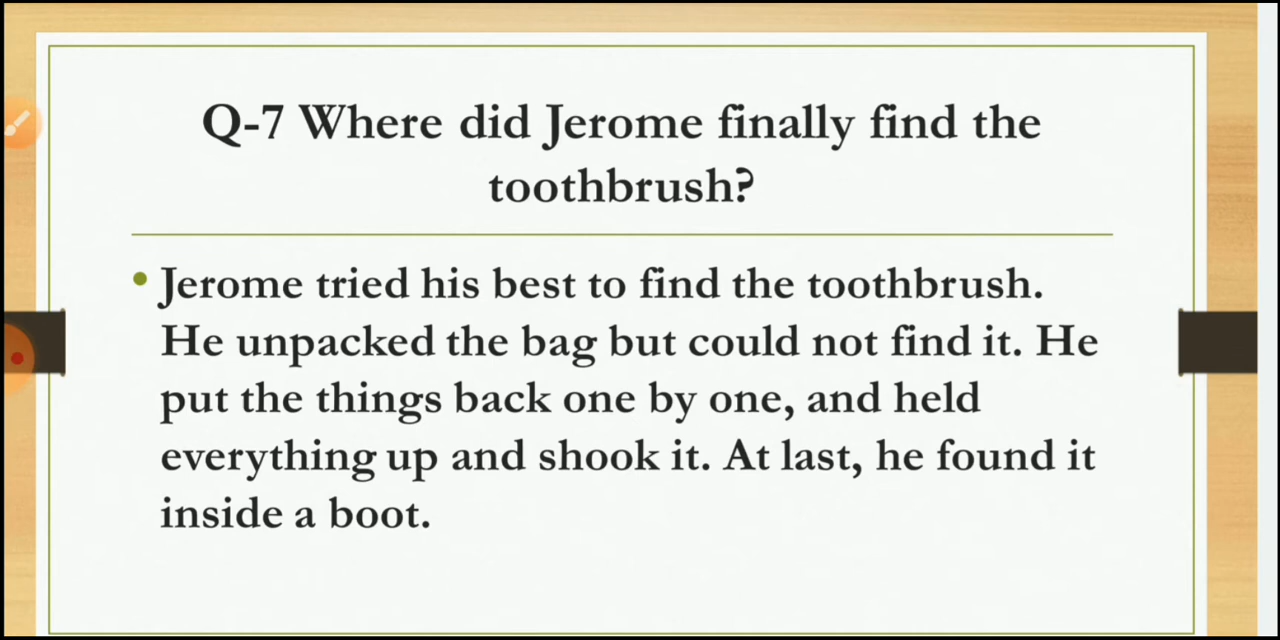 Q-7 Where did Jerome finally find the
toothbrush?
• Jerome tried his best to find the toothbrush.
He unpacked the bag but could not find it. He
put the things back one by one, and held
everything up and shook it. At last, he found it
inside a boot.